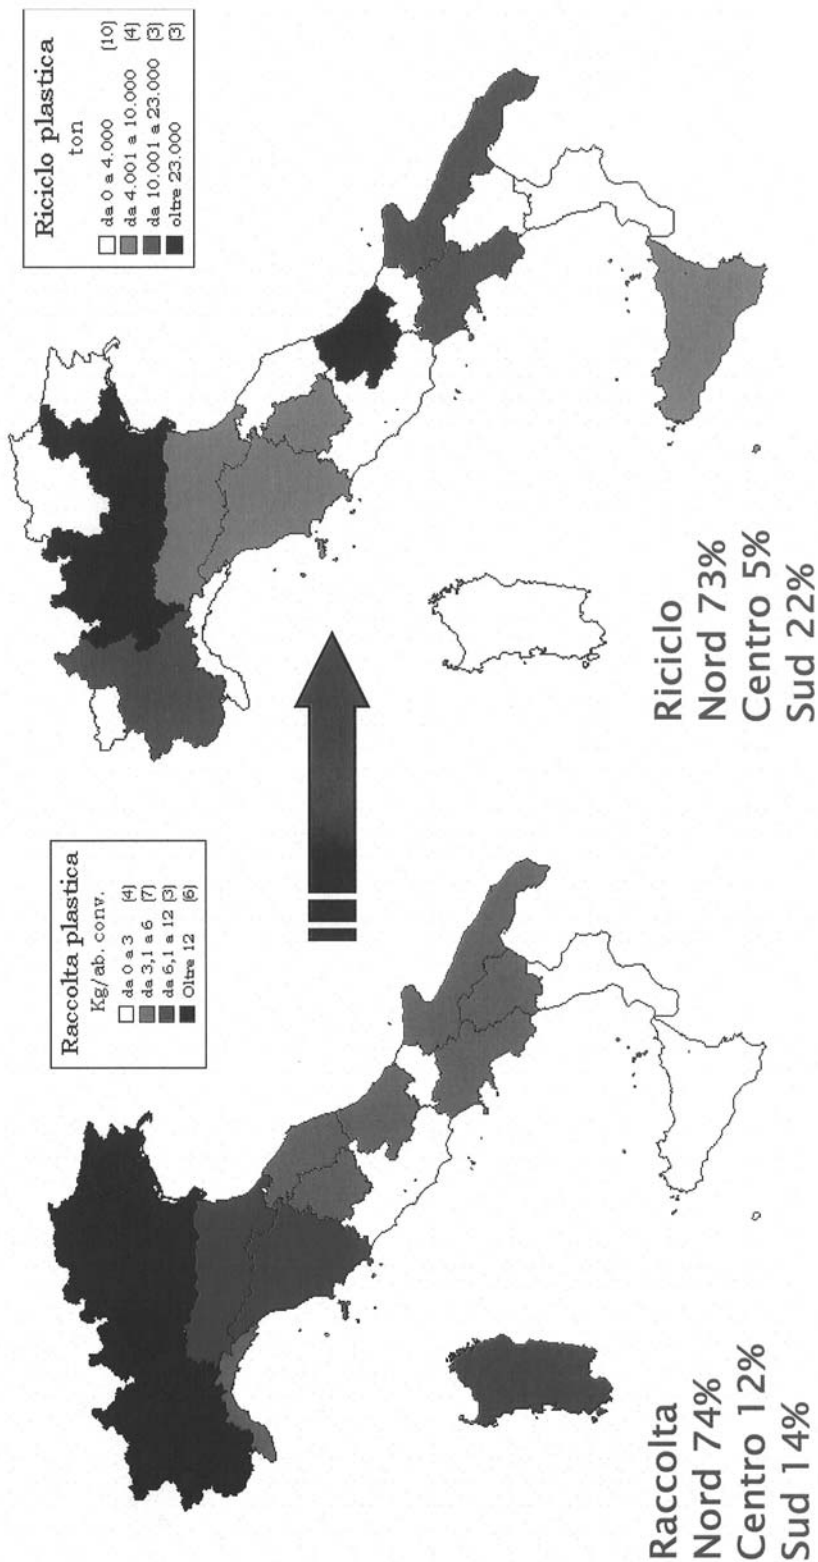 Raccolta plastica
Kg/ab. conv.
da 0 a 3 (4)
da 3,1 a 6 (7)
da 6,1 a 12 (3)
Oltre 12 (6)
Raccolta
Nord 74%
Centro 12%
Sud 14%
Riciclo plastica
ton
da 0 a 4.000 (10)
da 4.001 a 10.000 (4)
da 10.001 a 23.000 (3)
oltre 23.000 (3)
Riciclo
Nord 73%
Centro 5%
Sud 22%